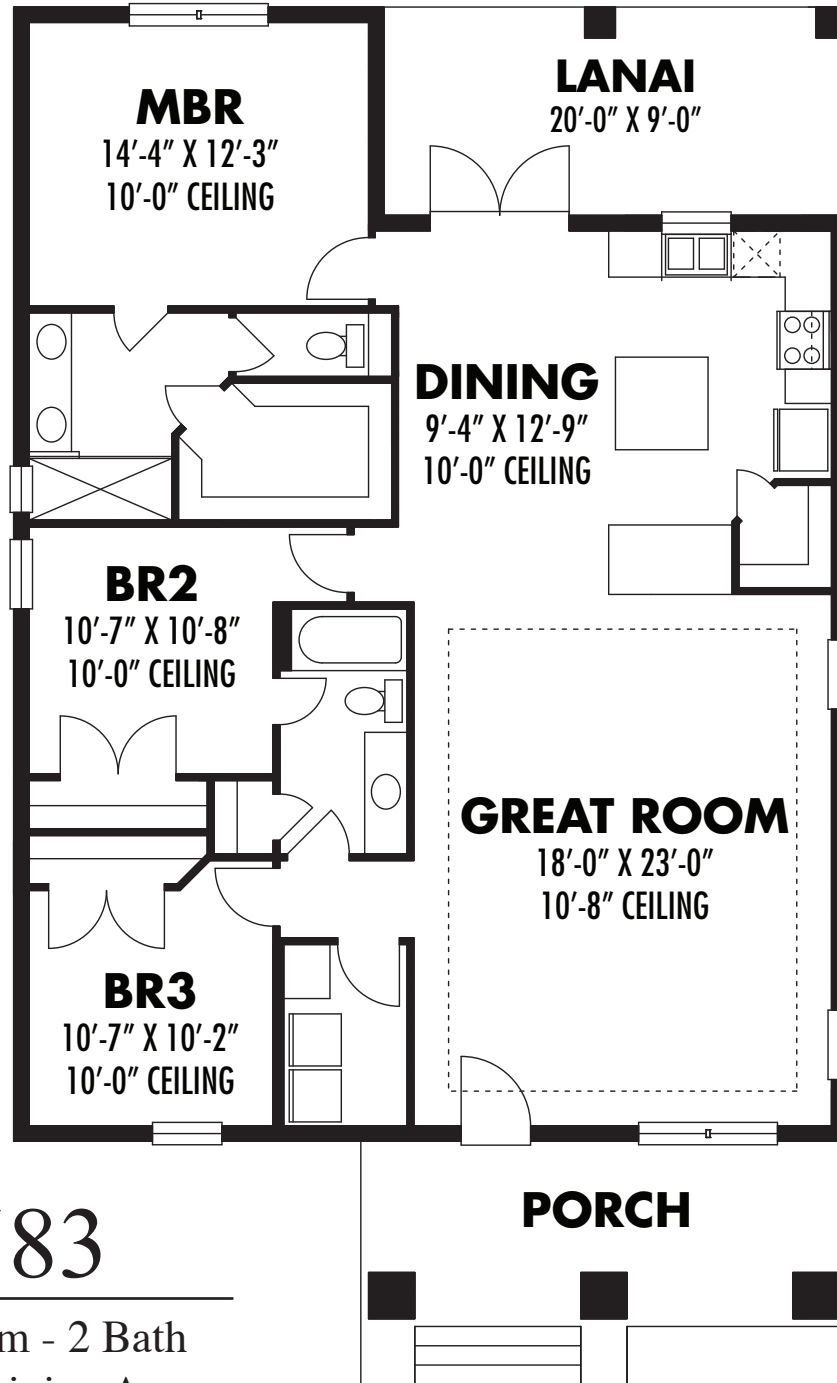 MBR
14'-4" X 12'-3"
10'-0" CEILING
LANAI
20'-0" X 9'-0"
DINING
9'-4" X 12'-9"
10'-0" CEILING
BR2
10'-7" X 10'-8"
10'-0" CEILING
GREAT ROOM
18'-0" X 23'-0"
10'-8" CEILING
BR3
10'-7" X 10'-2"
10'-0" CEILING
PORCH
83
m - 2 Bath